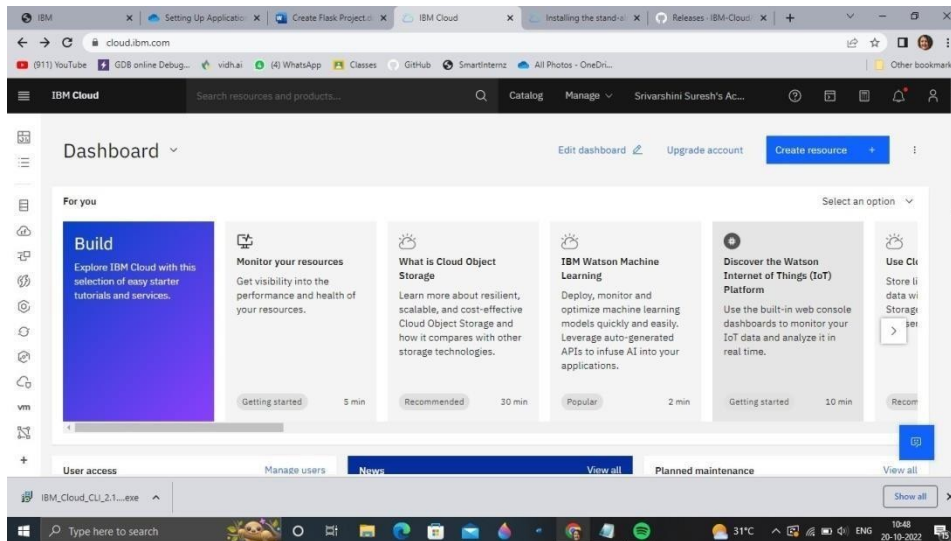 IBM
Setting Up Applicatio
Create Flask Project.d
IBM Cloud
Installing the stand-al
Releases · IBM-Cloud/
cloud.ibm.com
(911) YouTube
GDB online Debug...
vidh.ai
(4) WhatsApp
Classes
GitHub
SmartInternz
All Photos - OneDri...
Other bookmark
IBM Cloud
Search resources and products...
Catalog
Manage
Srivarshini Suresh's Ac...
Dashboard
Edit dashboard
Upgrade account
Create resource +
For you
Select an option
Build
Explore IBM Cloud with this
selection of easy starter
tutorials and services.
Monitor your resources
Get visibility into the
performance and health of
your resources.
Getting started
5 min
What is Cloud Object
Storage
Learn more about resilient,
scalable, and cost-effective
Cloud Object Storage and
how it compares with other
storage technologies.
Recommended
30 min
IBM Watson Machine
Learning
Deploy, monitor and
optimize machine learning
models quickly and easily.
Leverage auto-generated
APIs to infuse AI into your
applications.
Popular
2 min
Discover the Watson
Internet of Things (IoT)
Platform
Use the built-in web console
dashboards to monitor your
IoT data and analyze it in
real time.
Getting started
10 min
Use Clo
Store li
data wi
Storage
Recom
vm
User access
Manage users
News
View all
Planned maintenance
View all
IBM_Cloud_CLI_2.1....exe
Show all
Type here to search
31°C
ENG
10:48
20-10-2022